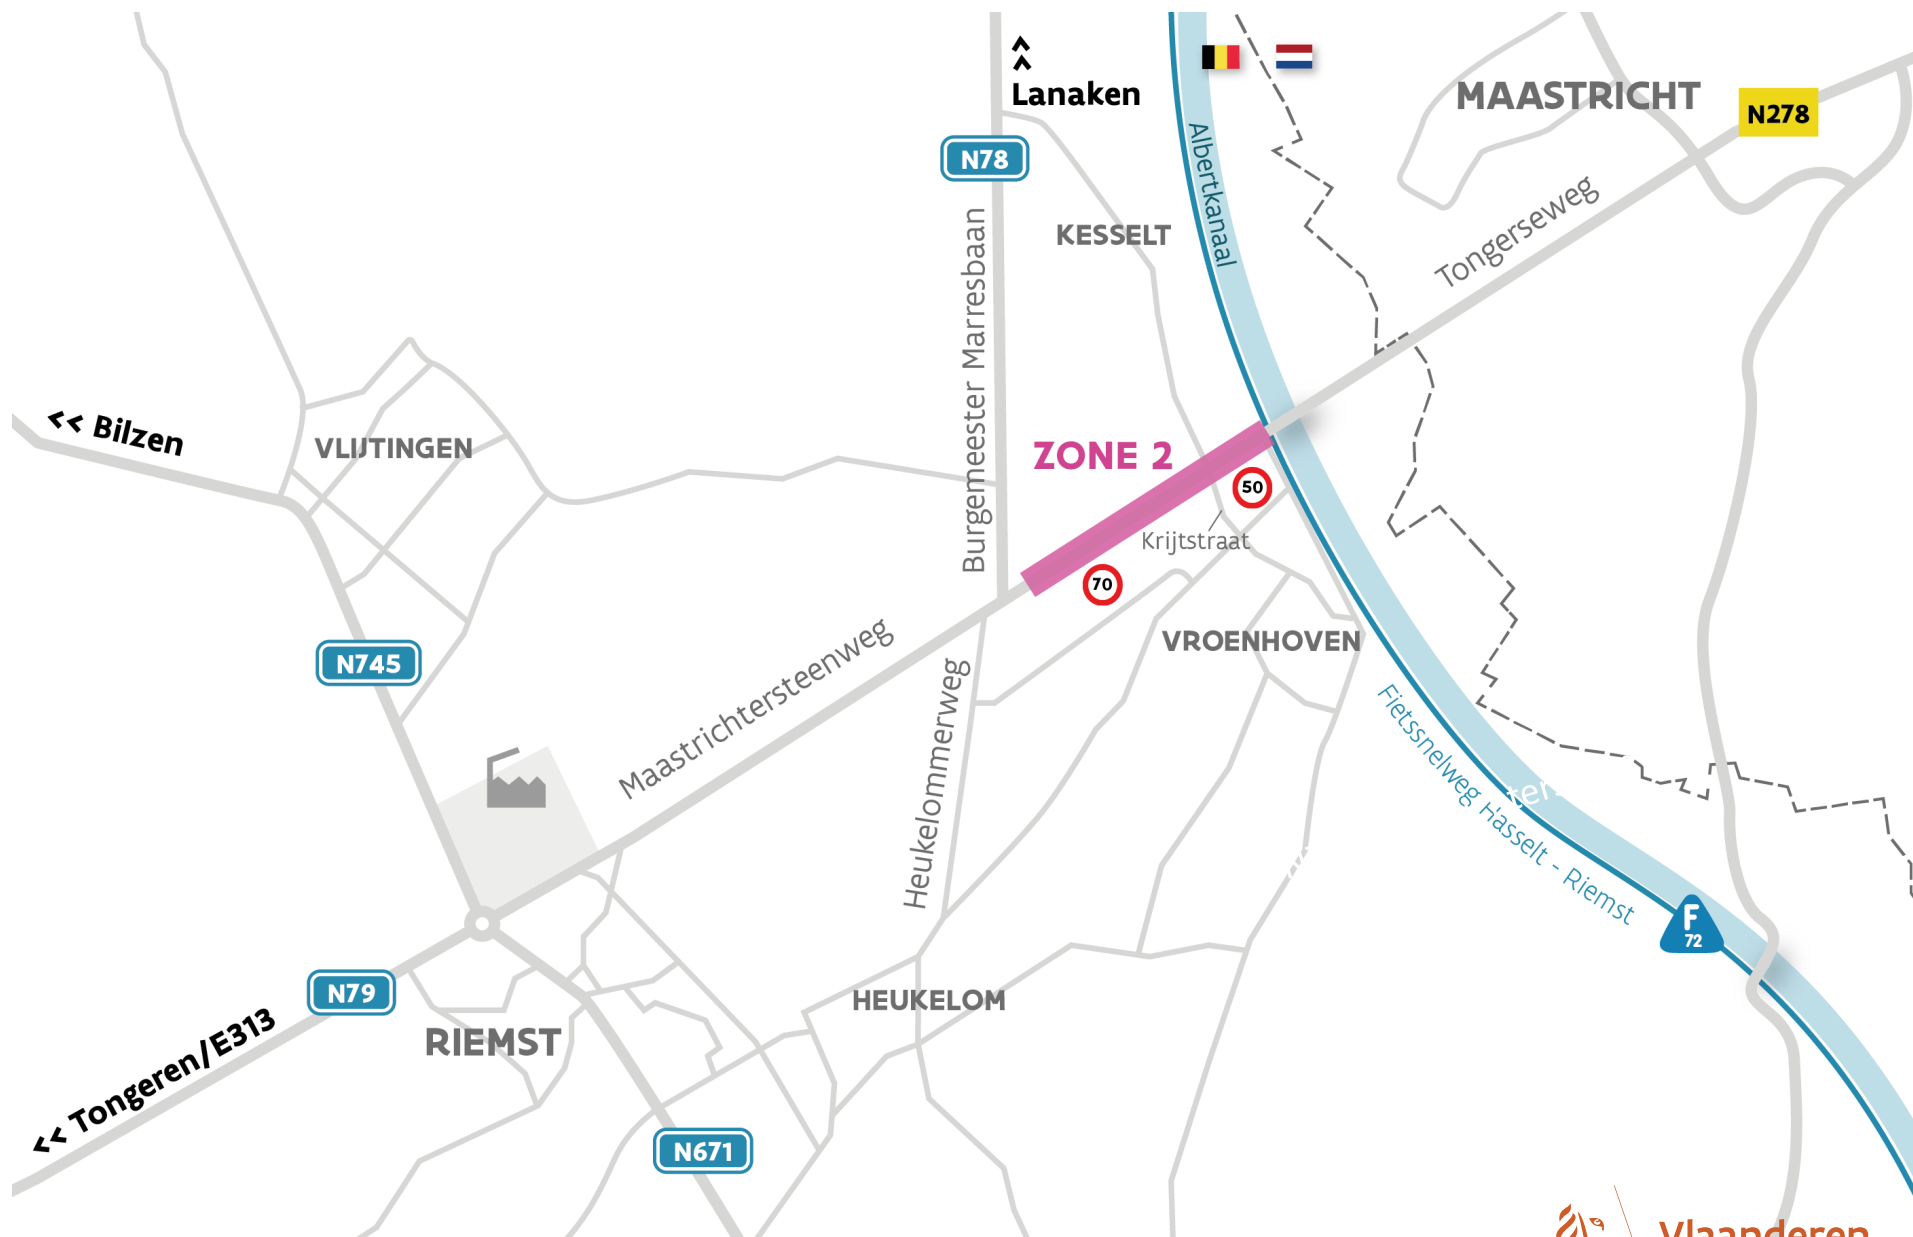 Lanaken
MAASTRICHT
N278
N78
Albertkanaal
KESSELT
Tongerseweg
Burgemeester Marresbaan
<< Bilzen
VLIJTINGEN
ZONE 2
50
Krijtstraat
70
VROENHOVEN
N745
Maastrichtersteenweg
Heukelommerweg
Fietssnelweg Hasselt - Riemst
F
72
N79
HEUKELOM
RIEMST
<< Tongeren/E313
N671
Vlaanderen